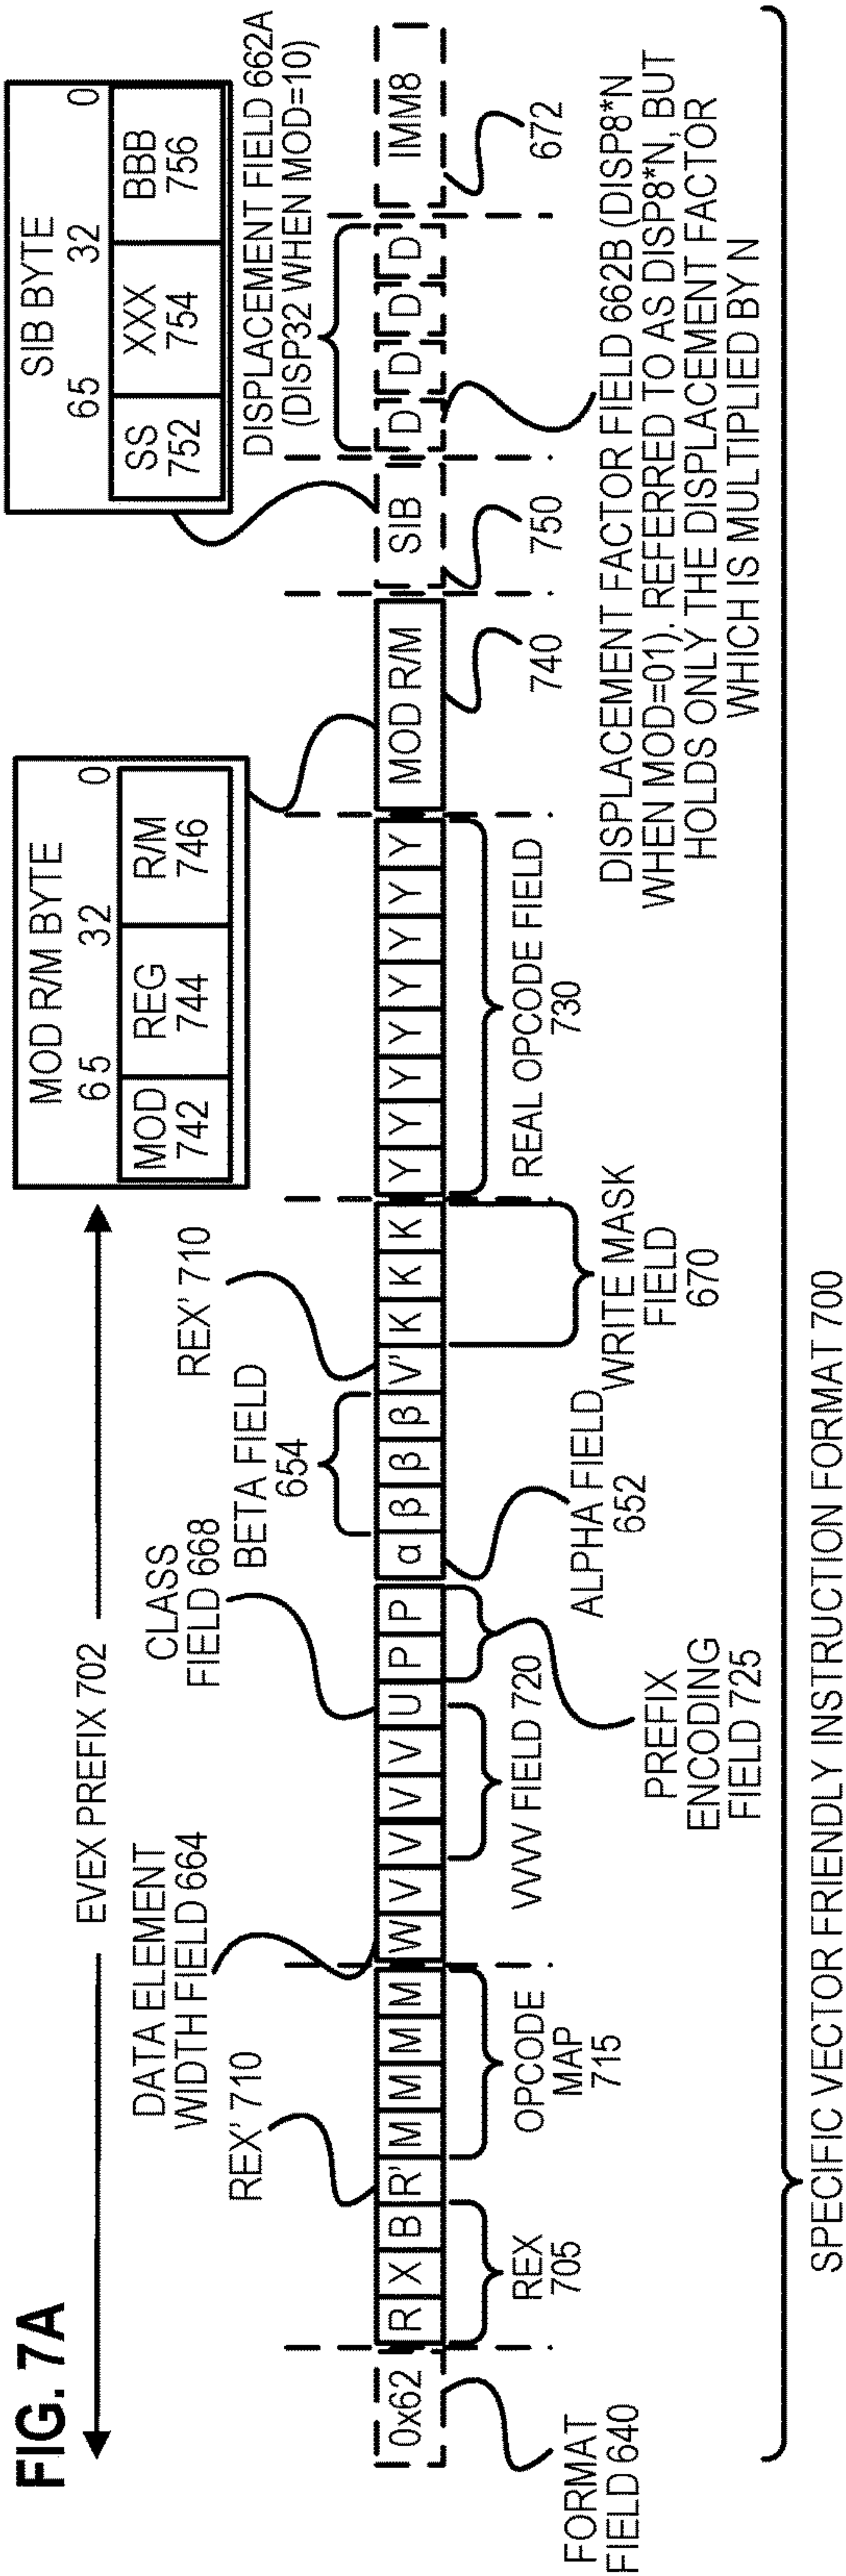 FIG. 7A
EVEX PREFIX 702
MOD R/M BYTE
6 5 32 0
MOD REG R/M
742 744 746
SIB BYTE
65 32 0
SS XXX BBB
752 754 756
REX' 710
DATA ELEMENT
WIDTH FIELD 664
CLASS
FIELD 668
BETA FIELD
654
REX' 710
DISPLACEMENT FIELD 662A
(DISP32 WHEN MOD=10)
0x62 R X B R' M M M M W V V V V U P P α β β β V' K K K Y Y Y Y Y Y Y Y MOD R/M SIB D D D D IMM8
FORMAT
FIELD 640
REX
705
OPCODE
MAP
715
VVVV FIELD 720
PREFIX
ENCODING
FIELD 725
ALPHA FIELD
652
WRITE MASK
FIELD
670
REAL OPCODE FIELD
730
740
750
672
DISPLACEMENT FACTOR FIELD 662B (DISP8*N
WHEN MOD=01). REFERRED TO AS DISP8*N, BUT
HOLDS ONLY THE DISPLACEMENT FACTOR
WHICH IS MULTIPLIED BY N
SPECIFIC VECTOR FRIENDLY INSTRUCTION FORMAT 700